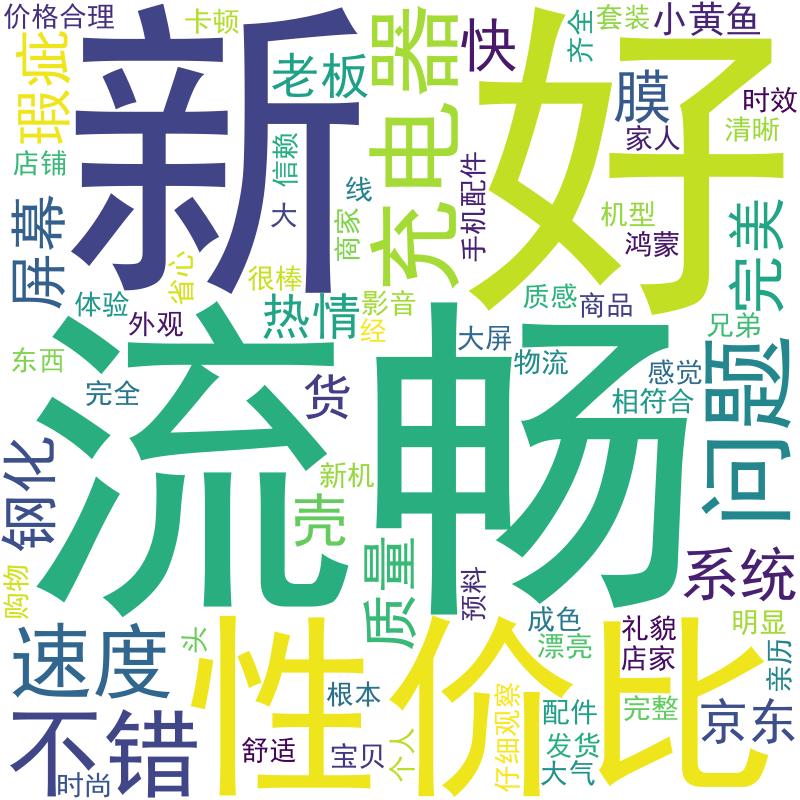 价格合理
卡顿
新
器
充电
快
好
齐全
套装
小黄鱼
瑕疵
老板
膜
时效
家人
清晰
店铺
信赖
线
大
手机配件
屏幕
商家
机型
鸿蒙
完美
省心
很棒
体验
热情
影音
质感
商品
外观
经
大屏
兄弟
东西
完全
货
物流
感觉
相符合
问题
流畅
钢化
新机
壳
质量
系统
购物
预料
速度
头
性价比
成色
礼貌
明显
漂亮
店家
亲历
不错
根本
仔细观察
配件
完整
京东
舒适
宝贝
个人
发货
时尚
大气